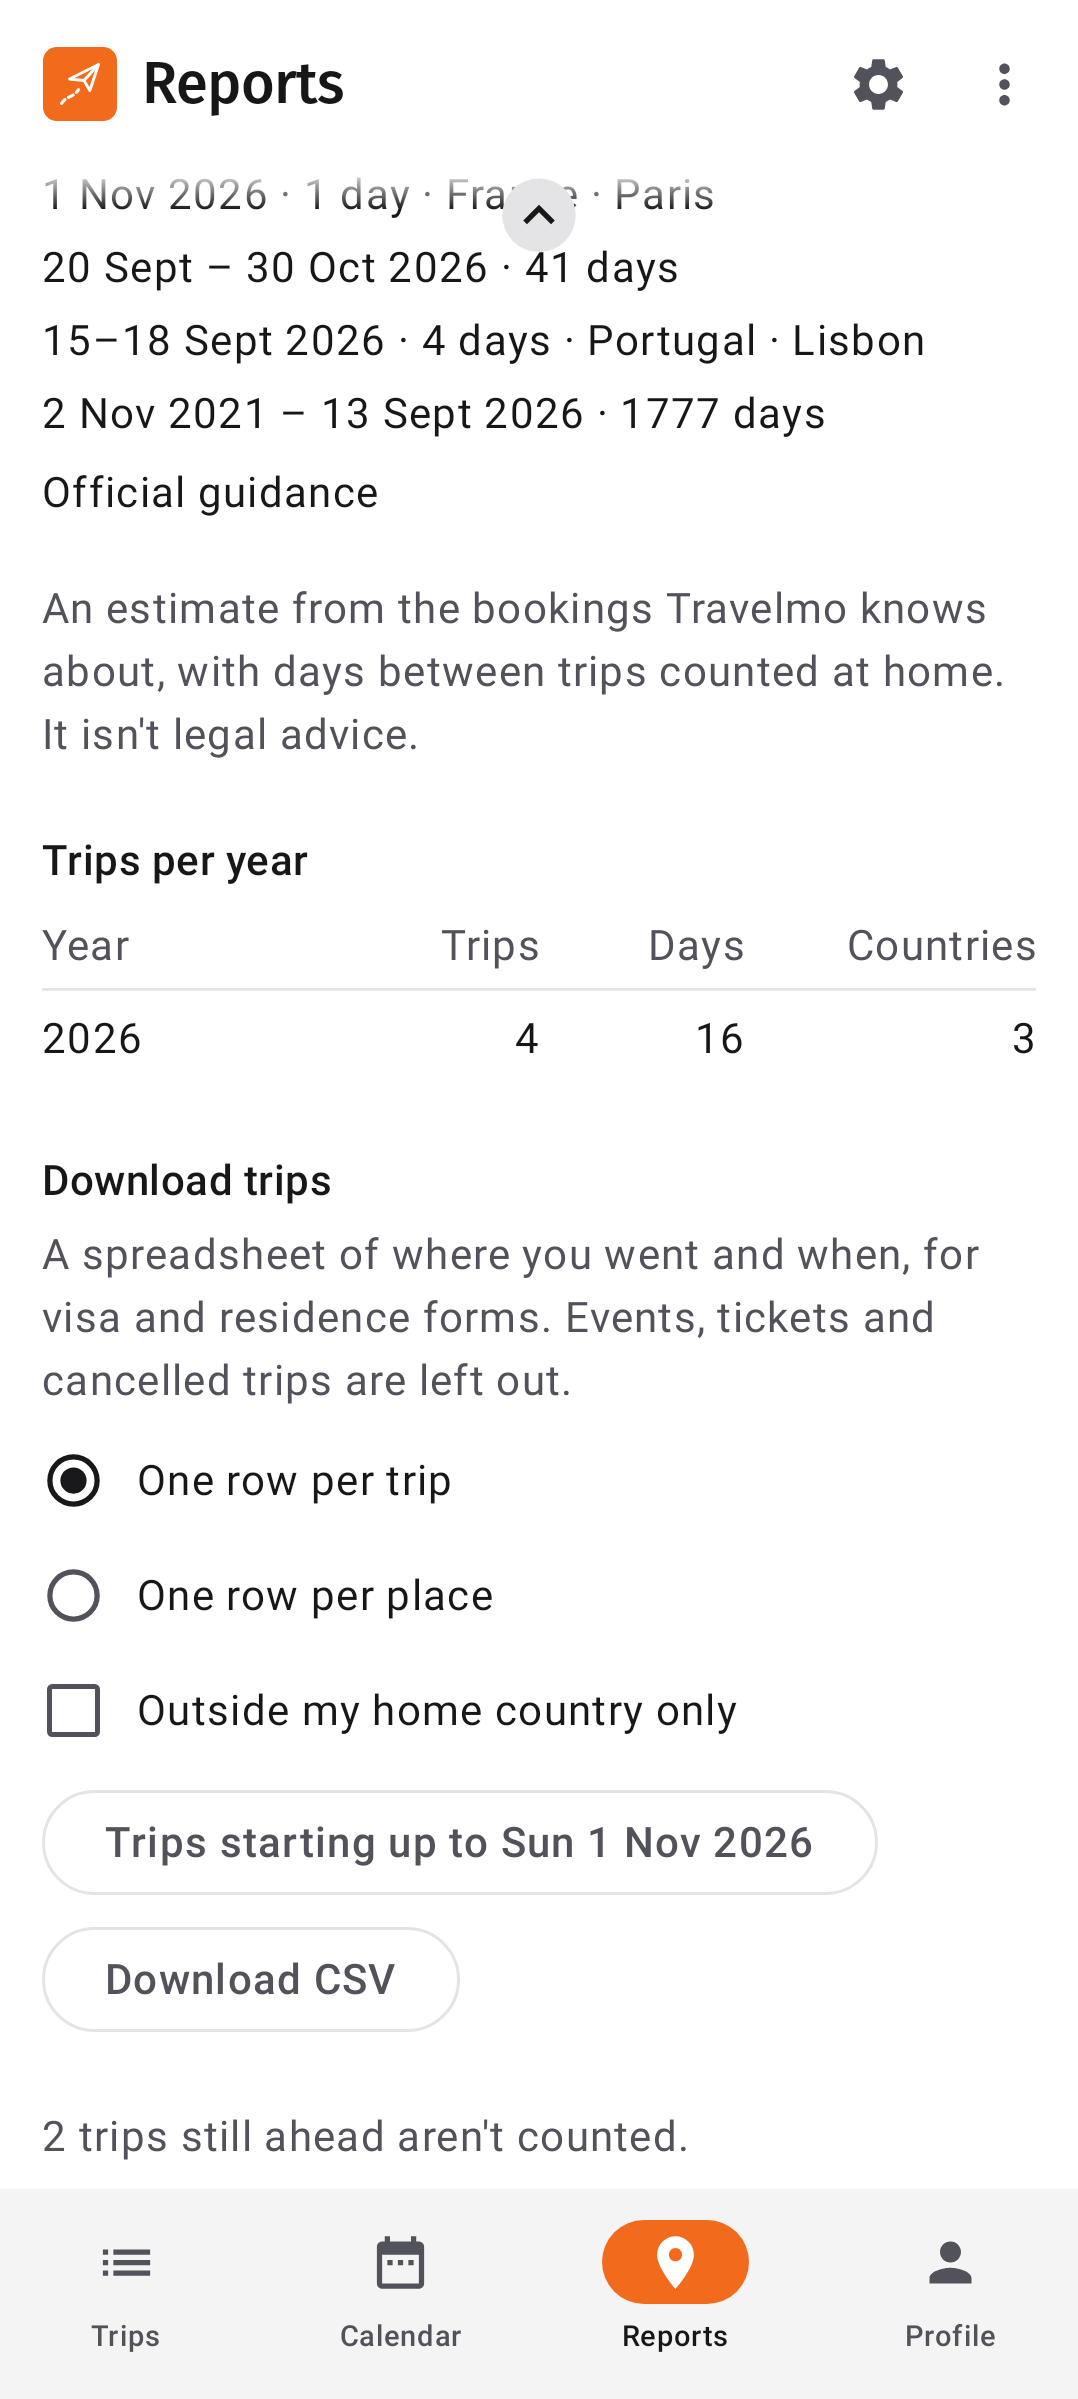 Reports
1 Nov 2026 · 1 day · · Paris
20 Sept – 30 Oct 2026 · 41 days
15–18 Sept 2026 · 4 days · Portugal · Lisbon
2 Nov 2021 – 13 Sept 2026 · 1777 days
Official guidance
An estimate from the bookings Travelmo knows
about, with days between trips counted at home.
It isn't legal advice.
Trips per year
Year Trips Days Countries
2026 4 16 3
Download trips
A spreadsheet of where you went and when, for
visa and residence forms. Events, tickets and
cancelled trips are left out.
One row per trip
One row per place
Outside my home country only
Trips starting up to Sun 1 Nov 2026
Download CSV
2 trips still ahead aren't counted.
Trips Calendar Reports Profile